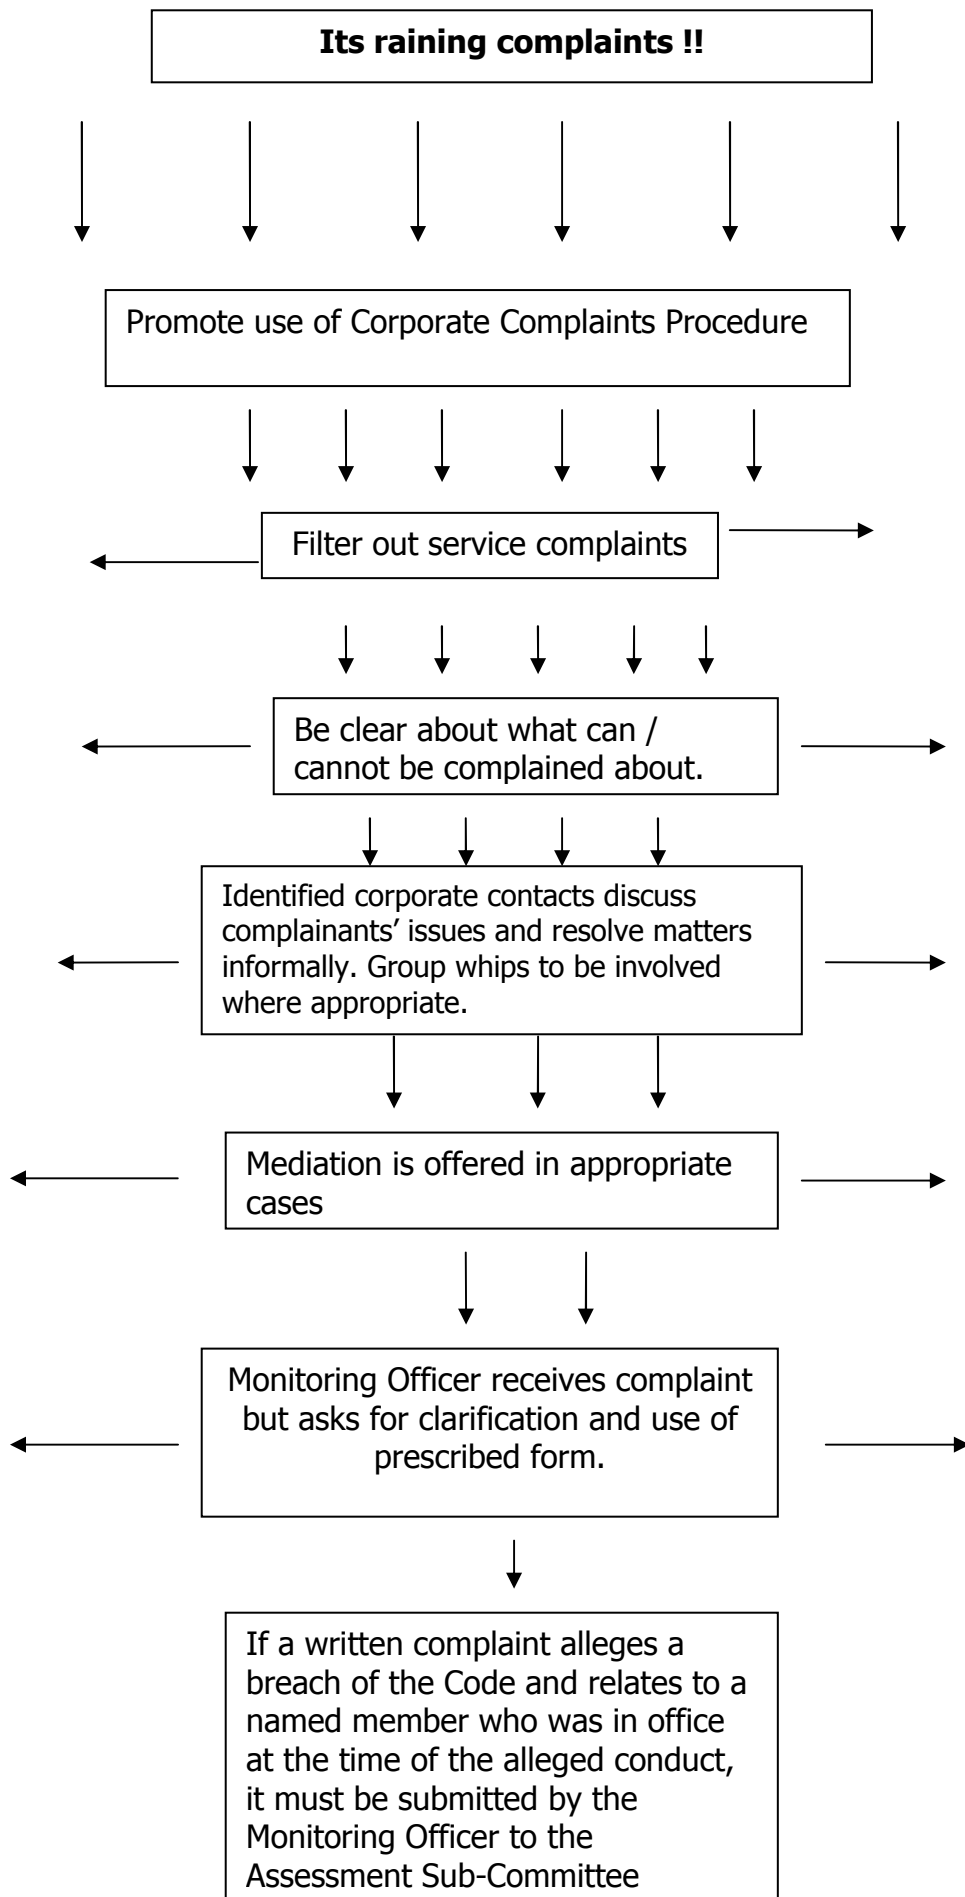 Its raining complaints !!
Promote use of Corporate Complaints Procedure
Filter out service complaints
Be clear about what can /
cannot be complained about.
Identified corporate contacts discuss
complainants’ issues and resolve matters
informally. Group whips to be involved
where appropriate.
Mediation is offered in appropriate
cases
Monitoring Officer receives complaint
but asks for clarification and use of
prescribed form.
If a written complaint alleges a
breach of the Code and relates to a
named member who was in office
at the time of the alleged conduct,
it must be submitted by the
Monitoring Officer to the
Assessment Sub-Committee